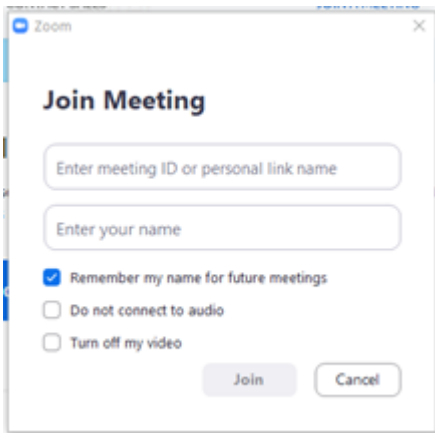 Zoom
Join Meeting
Enter meeting ID or personal link name
Enter your name
Remember my name for future meetings
Do not connect to audio
Turn off my video
Join Cancel